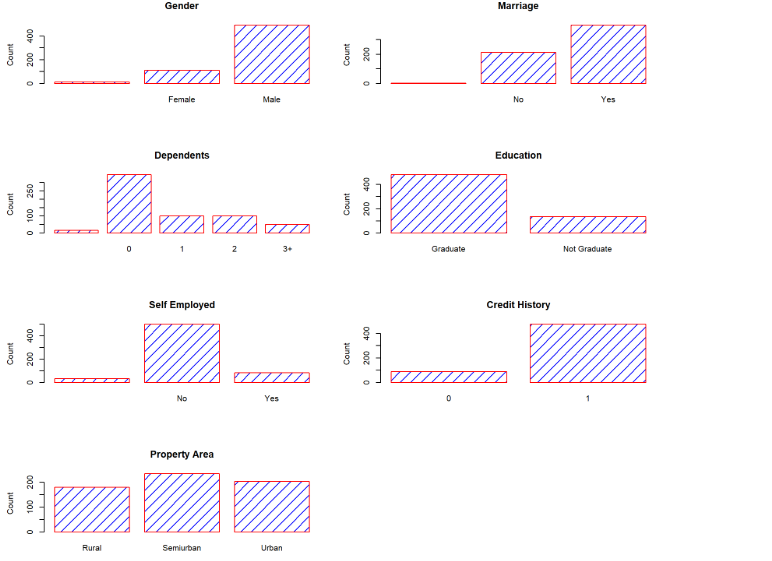 Gender
Count
0 200 400
Female Male
Marriage
Count
0 200
No Yes
Dependents
Count
0 100 250
0 1 2 3+
Education
Count
0 200 400
Graduate Not Graduate
Self Employed
Count
0 200 400
No Yes
Credit History
Count
0 200 400
0 1
Property Area
Count
0 100 200
Rural Semiurban Urban